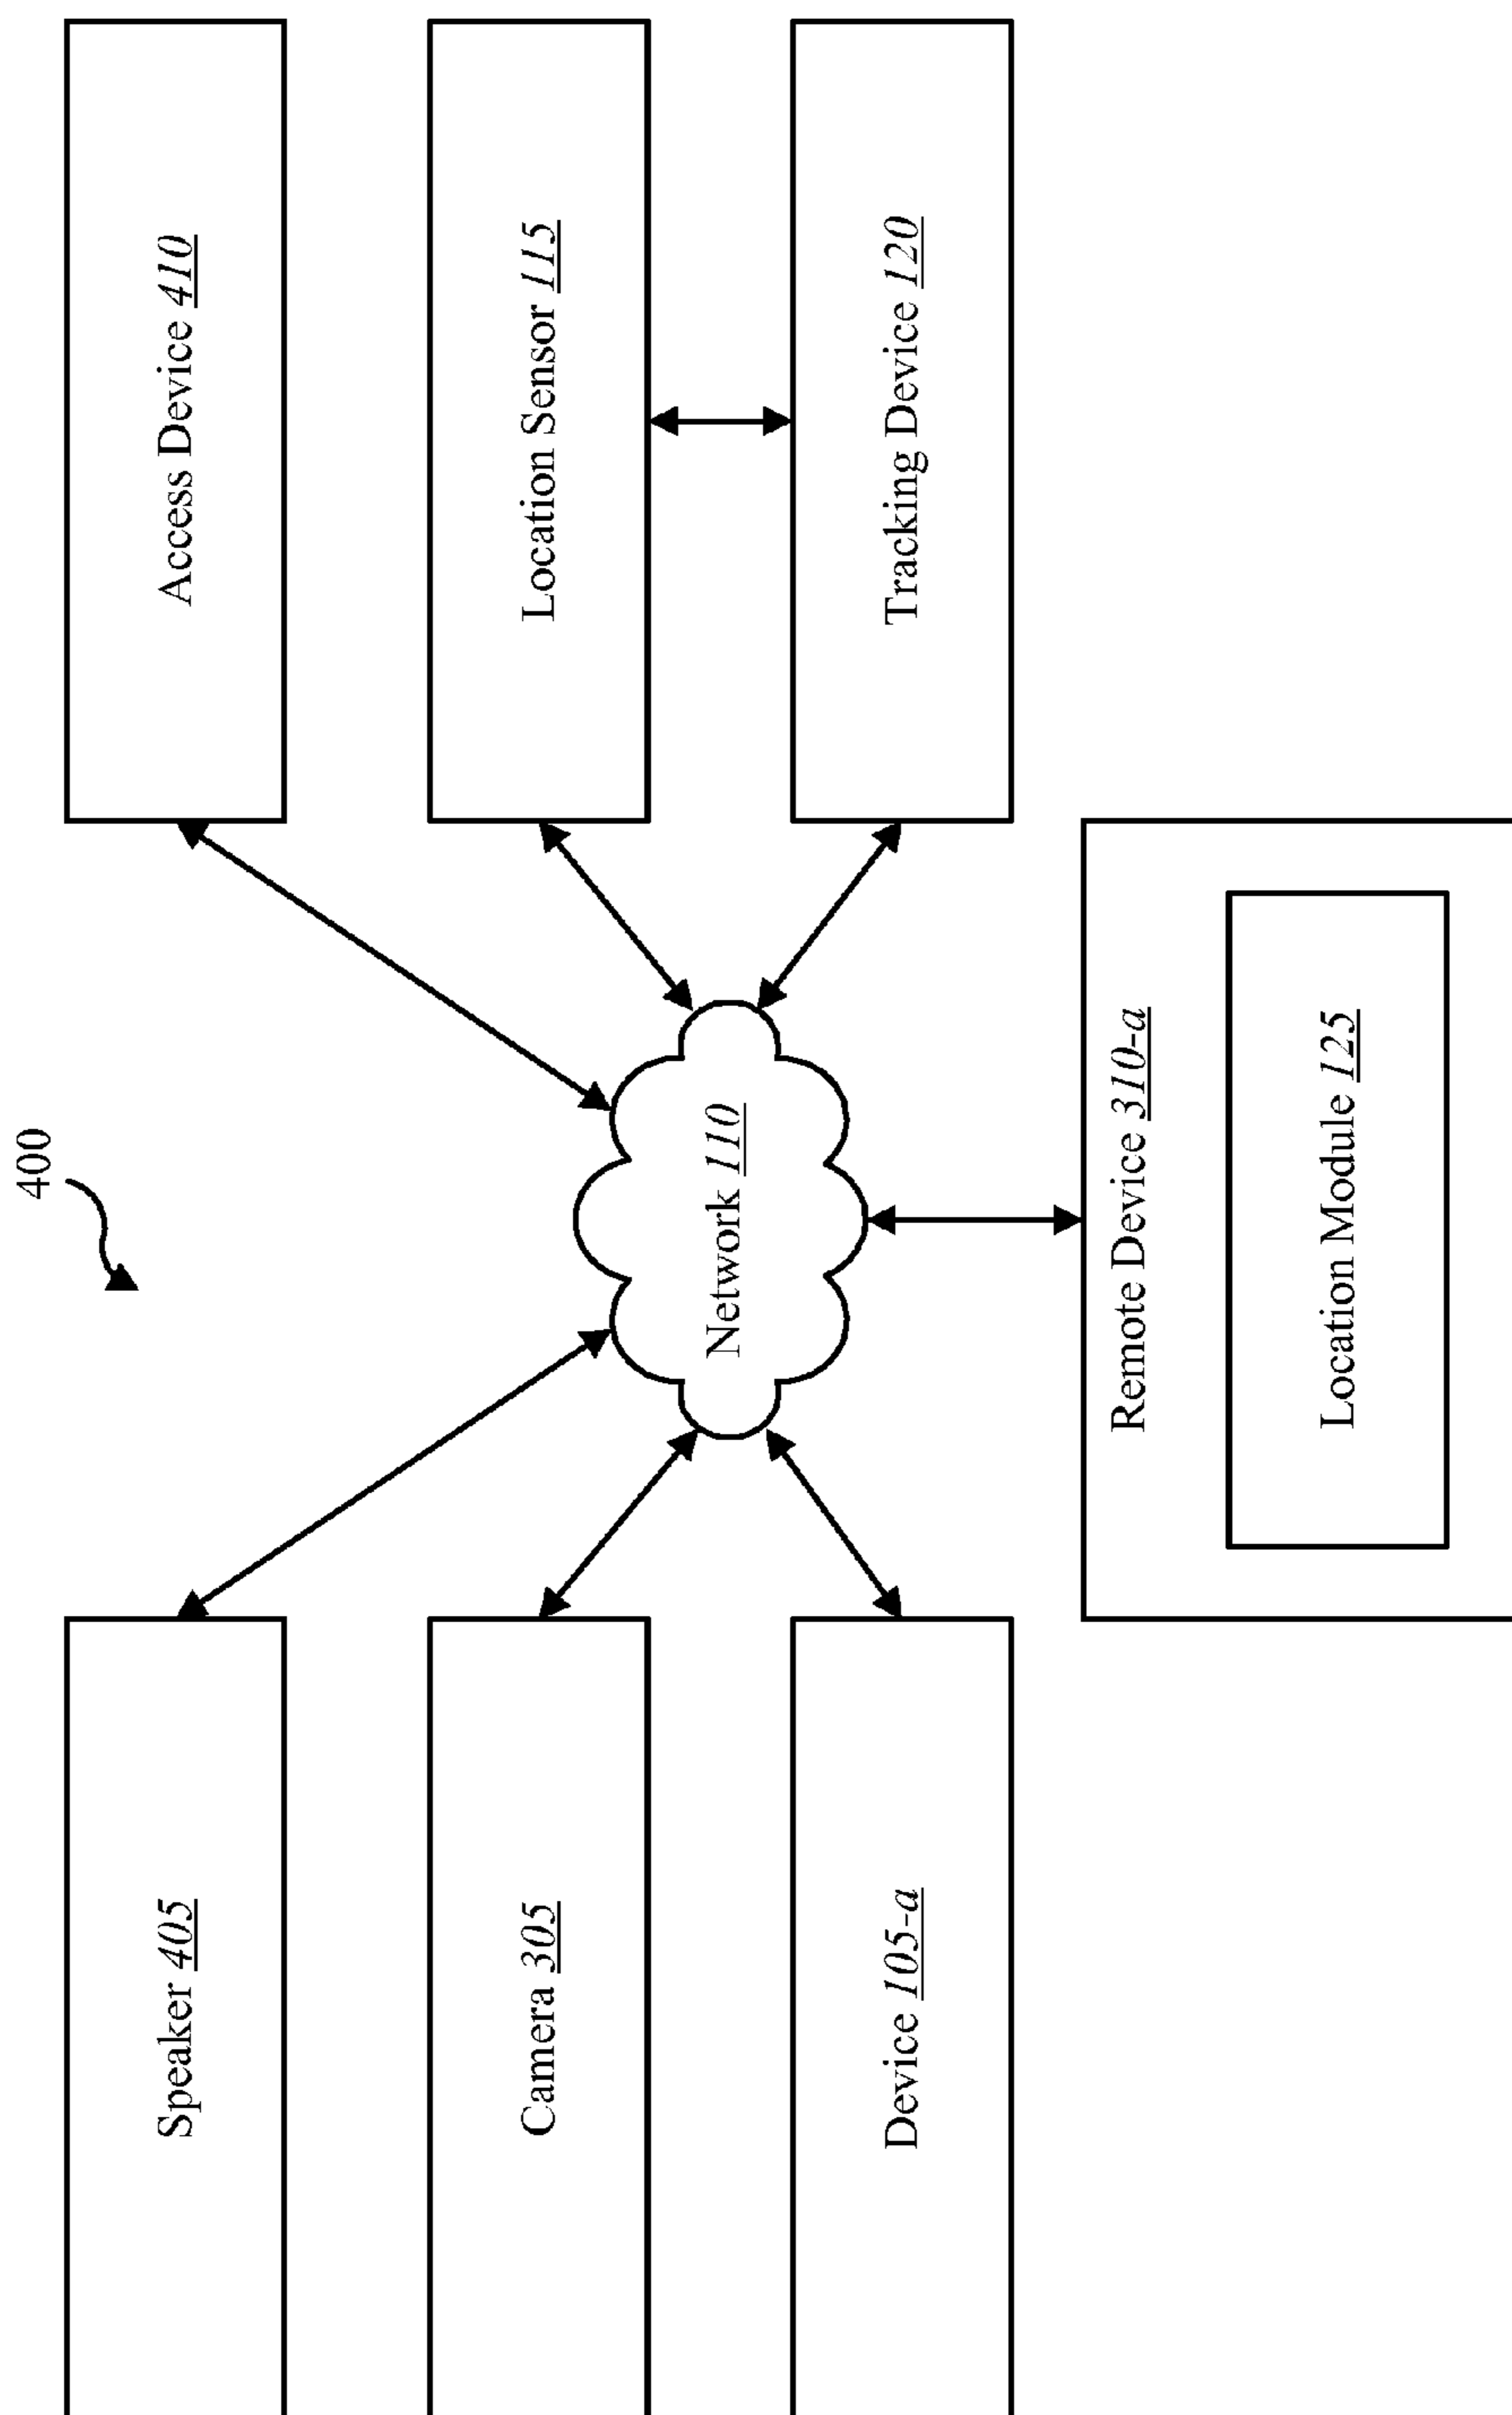 400
Speaker 405
Access Device 410
Camera 305
Location Sensor 115
Network 110
Device 105-a
Tracking Device 120
Remote Device 310-a
Location Module 125